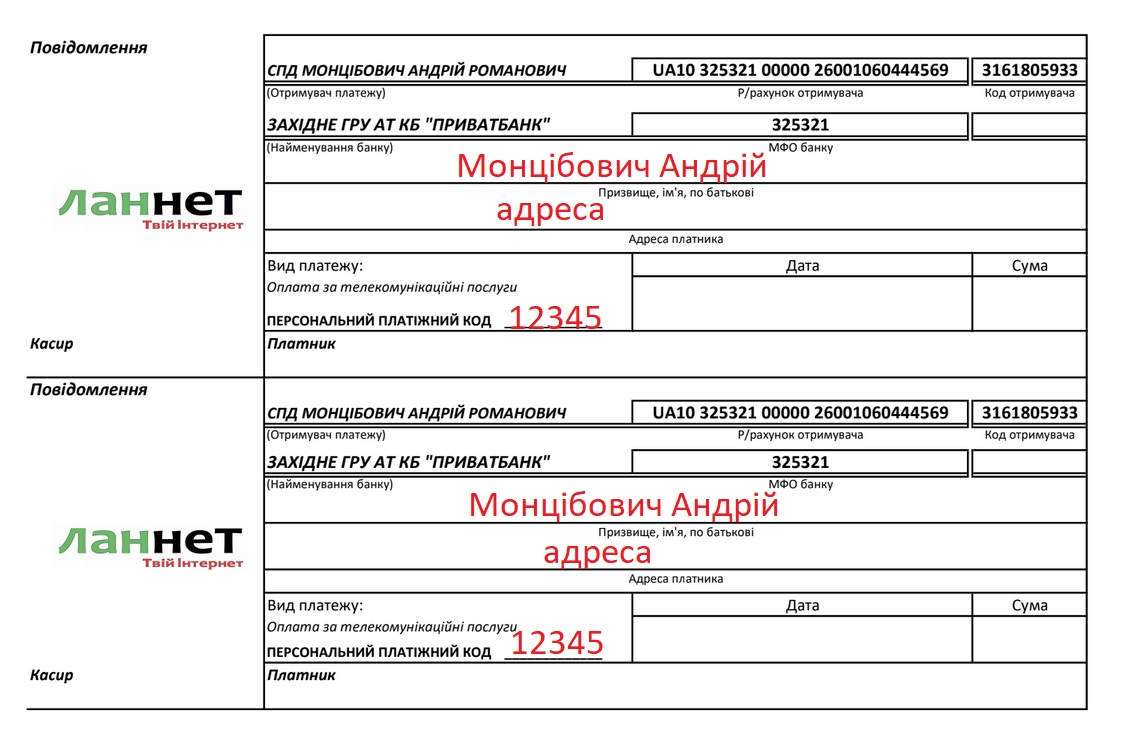 Повідомлення
СПД МОНЦІБОВИЧ АНДРІЙ РОМАНОВИЧ UA10 325321 00000 26001060444569 3161805933
(Отримувач платежу) Р/рахунок отримувача Код отримувача
ЗАХІДНЕ ГРУ АТ КБ "ПРИВАТБАНК" 325321
(Найменування банку) МФО банку
Монцібович Андрій
Призвище, ім'я, по батькові
ланнет
Твій Інтернет
адреса
Адреса платника
Вид платежу: Дата Сума
Оплата за телекомунікаційні послуги
ПЕРСОНАЛЬНИЙ ПЛАТІЖНИЙ КОД 12345
Касир Платник
Повідомлення
СПД МОНЦІБОВИЧ АНДРІЙ РОМАНОВИЧ UA10 325321 00000 26001060444569 3161805933
(Отримувач платежу) Р/рахунок отримувача Код отримувача
ЗАХІДНЕ ГРУ АТ КБ "ПРИВАТБАНК" 325321
(Найменування банку) МФО банку
Монцібович Андрій
Призвище, ім'я, по батькові
ланнет
Твій Інтернет
адреса
Адреса платника
Вид платежу: Дата Сума
Оплата за телекомунікаційні послуги
ПЕРСОНАЛЬНИЙ ПЛАТІЖНИЙ КОД 12345
Касир Платник